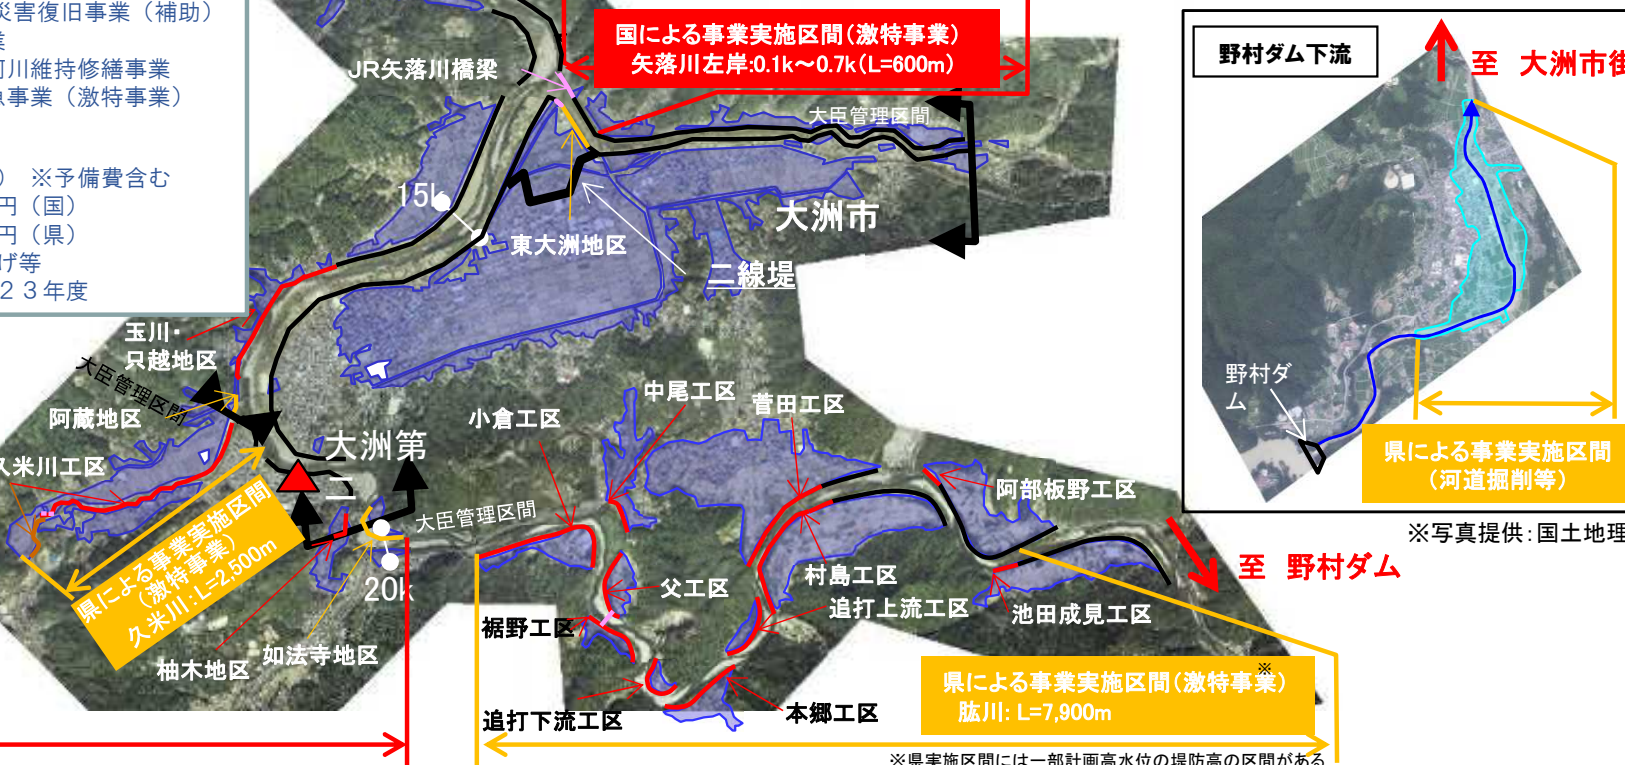 災害復旧事業（補助）
業
河川維持修繕事業
急事業（激特事業）
）　※予備費含む
円（国）
円（県）
げ等
２３年度
国による事業実施区間（激特事業）
矢落川左岸:0.1k～0.7k（L=600m）
JR矢落川橋梁
大臣管理区間
15k
大洲市
東大洲地区
二線堤
玉川・
只越地区
大臣管理区間
阿蔵地区
久米川工区
大洲第
二
県による事業実施区間
（激特事業）
久米川:L=2,500m
大臣管理区間
20k
柚木地区
如法寺地区
小倉工区
中尾工区
菅田工区
阿部板野工区
父工区
村島工区
追打上流工区
池田成見工区
裾野工区
追打下流工区
本郷工区
県による事業実施区間（激特事業）※
肱川: L=7,900m
※県実施区間には一部計画高水位の堤防高の区間がある
野村ダム下流
至 大洲市街
野村ダ
ム
県による事業実施区間
（河道掘削等）
※写真提供:国土地理
至 野村ダム